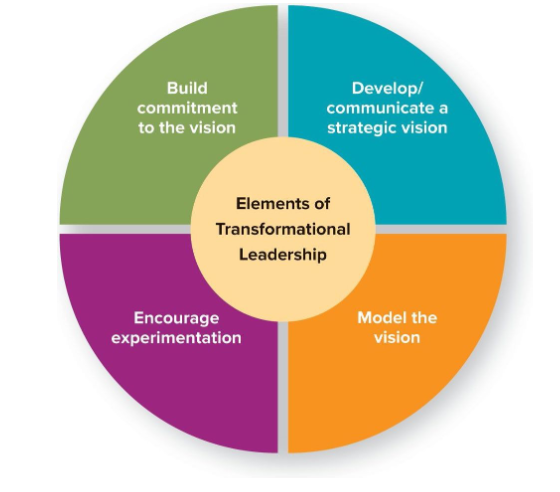 Build
commitment
to the vision
Develop/
communicate a
strategic vision
Elements of
Transformational
Leadership
Encourage
experimentation
Model the
vision